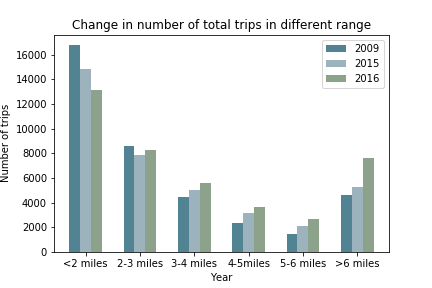 Change in number of total trips in different range
Number of trips
16000
14000
12000
10000
8000
6000
4000
2000
0
2009
2015
2016
<2 miles
2-3 miles
3-4 miles
4-5miles
5-6 miles
>6 miles
Year